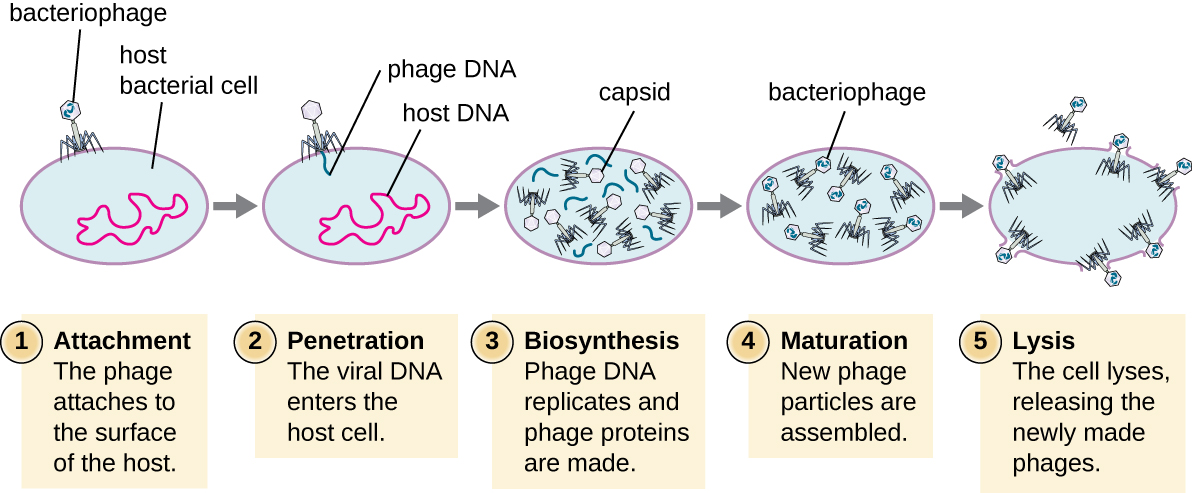 bacteriophage
host
bacterial cell
phage DNA
host DNA
capsid
bacteriophage
1 Attachment
The phage
attaches to
the surface
of the host.
2 Penetration
The viral DNA
enters the
host cell.
3 Biosynthesis
Phage DNA
replicates and
phage proteins
are made.
4 Maturation
New phage
particles are
assembled.
5 Lysis
The cell lyses,
releasing the
newly made
phages.